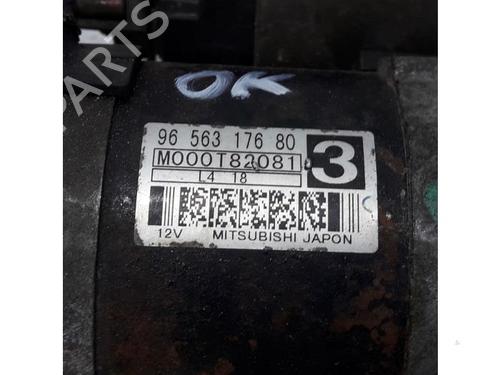 PARTS
OK
96 563 176 80
M000T82081
3
L4 18
12V MITSUBISHI JAPON